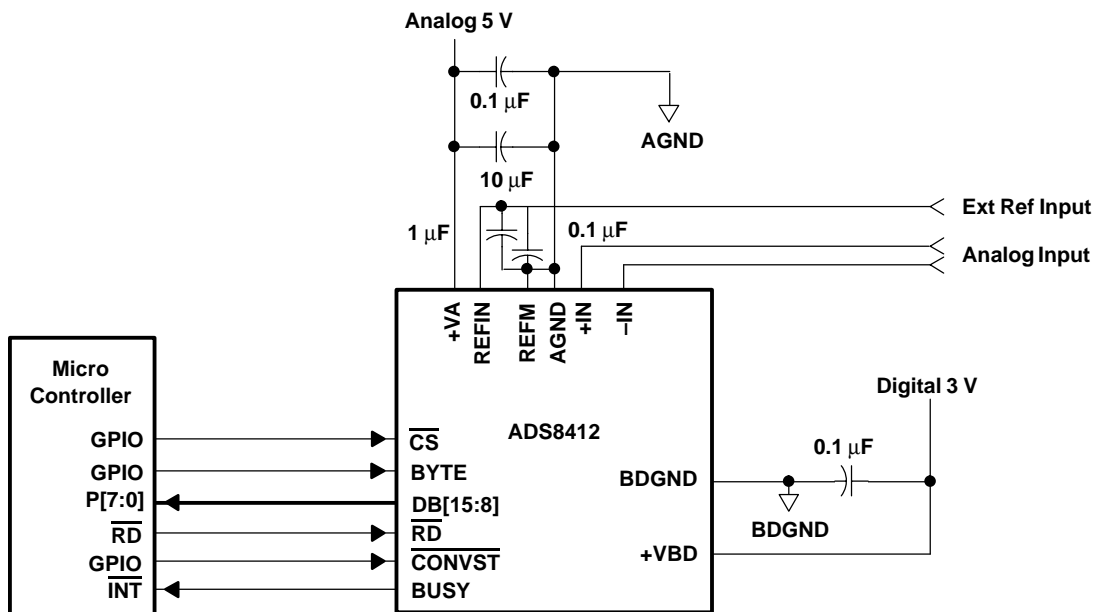 Analog 5 V
0.1 μF
AGND
10 μF
Ext Ref Input
1 μF
0.1 μF
Analog Input
+VA
REFIN
REFM
AGND
+IN
−IN
Micro
Controller
Digital 3 V
GPIO
CS
ADS8412
0.1 μF
GPIO
BYTE
BDGND
P[7:0]
DB[15:8]
BDGND
RD
RD
GPIO
CONVST
+VBD
INT
BUSY